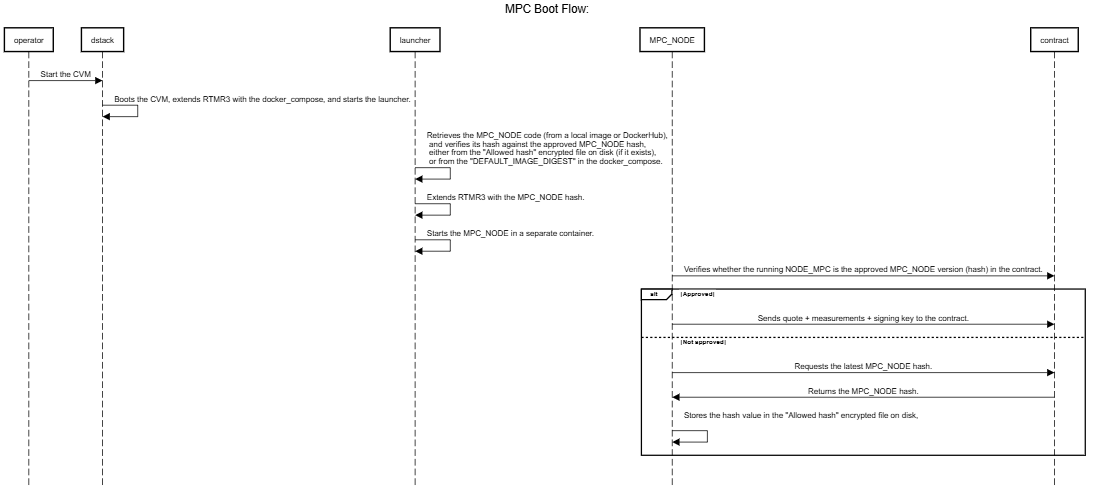 MPC Boot Flow:
operator
dstack
launcher
MPC_NODE
contract
Start the CVM
Boots the CVM, extends RTMR3 with the docker_compose, and starts the launcher.
Retrieves the MPC_NODE code (from a local image or DockerHub),
and verifies its hash against the approved MPC_NODE hash,
either from the "Allowed hash" encrypted file on disk (if it exists),
or from the "DEFAULT_IMAGE_DIGEST" in the docker_compose.
Extends RTMR3 with the MPC_NODE hash.
Starts the MPC_NODE in a separate container.
Verifies whether the running NODE_MPC is the approved MPC_NODE version (hash) in the contract.
alt
[Approved]
Sends quote + measurements + signing key to the contract.
[Not approved]
Requests the latest MPC_NODE hash.
Returns the MPC_NODE hash.
Stores the hash value in the "Allowed hash" encrypted file on disk,